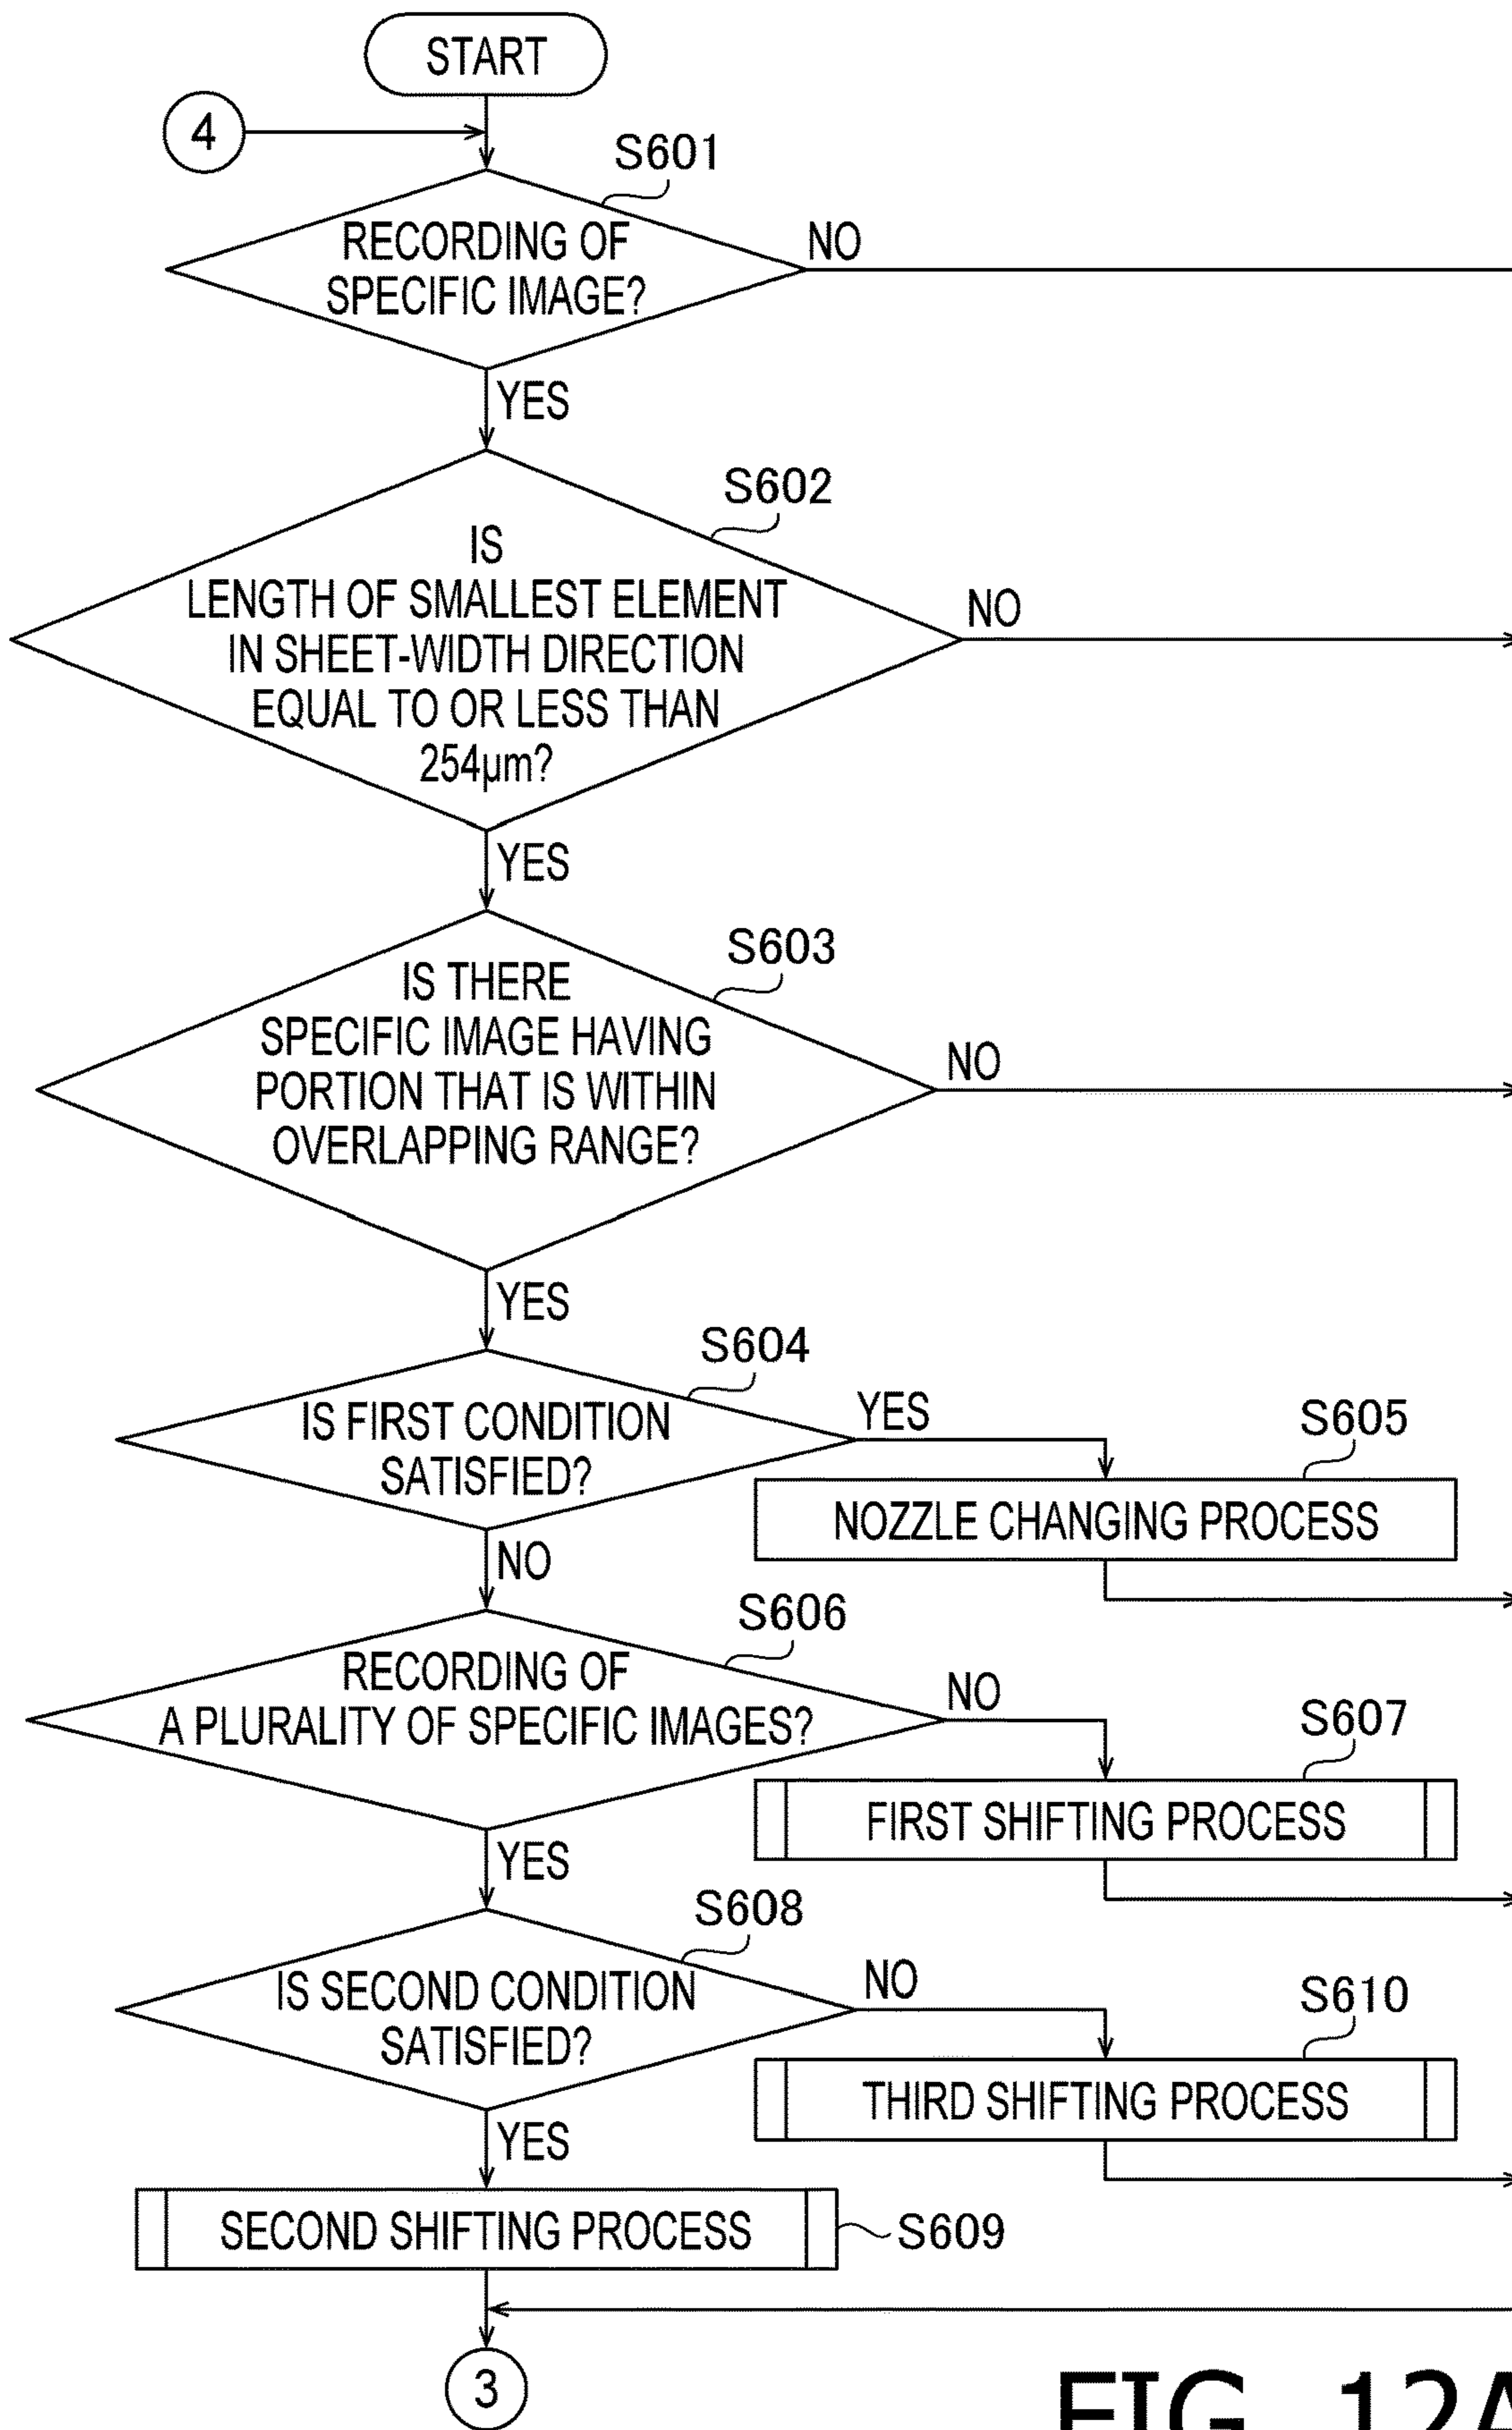 START
4
S601
RECORDING OF
SPECIFIC IMAGE?
NO
YES
S602
IS
LENGTH OF SMALLEST ELEMENT
IN SHEET-WIDTH DIRECTION
EQUAL TO OR LESS THAN
254μm?
NO
YES
S603
IS THERE
SPECIFIC IMAGE HAVING
PORTION THAT IS WITHIN
OVERLAPPING RANGE?
NO
YES
S604
IS FIRST CONDITION
SATISFIED?
YES
S605
NOZZLE CHANGING PROCESS
NO
S606
RECORDING OF
A PLURALITY OF SPECIFIC IMAGES?
NO
S607
FIRST SHIFTING PROCESS
YES
S608
IS SECOND CONDITION
SATISFIED?
NO
S610
THIRD SHIFTING PROCESS
YES
SECOND SHIFTING PROCESS
S609
3
FIG. 12A